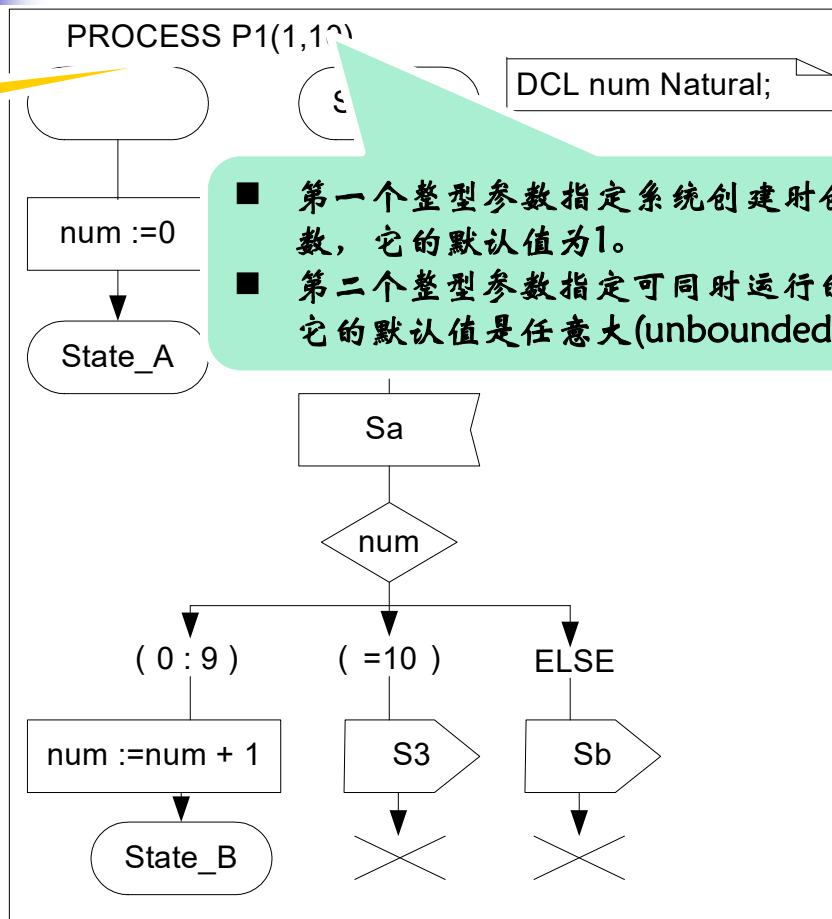 PROCESS P1(1,10)
DCL num Natural;
■ 第一个整型参数指定系统创建时
数，它的默认值为1。
■ 第二个整型参数指定可同时运行的
它的默认值是任意大(unbounded
num :=0
State_A
Sa
num
( 0 : 9 )
( =10 )
ELSE
num :=num + 1
S3
Sb
State_B